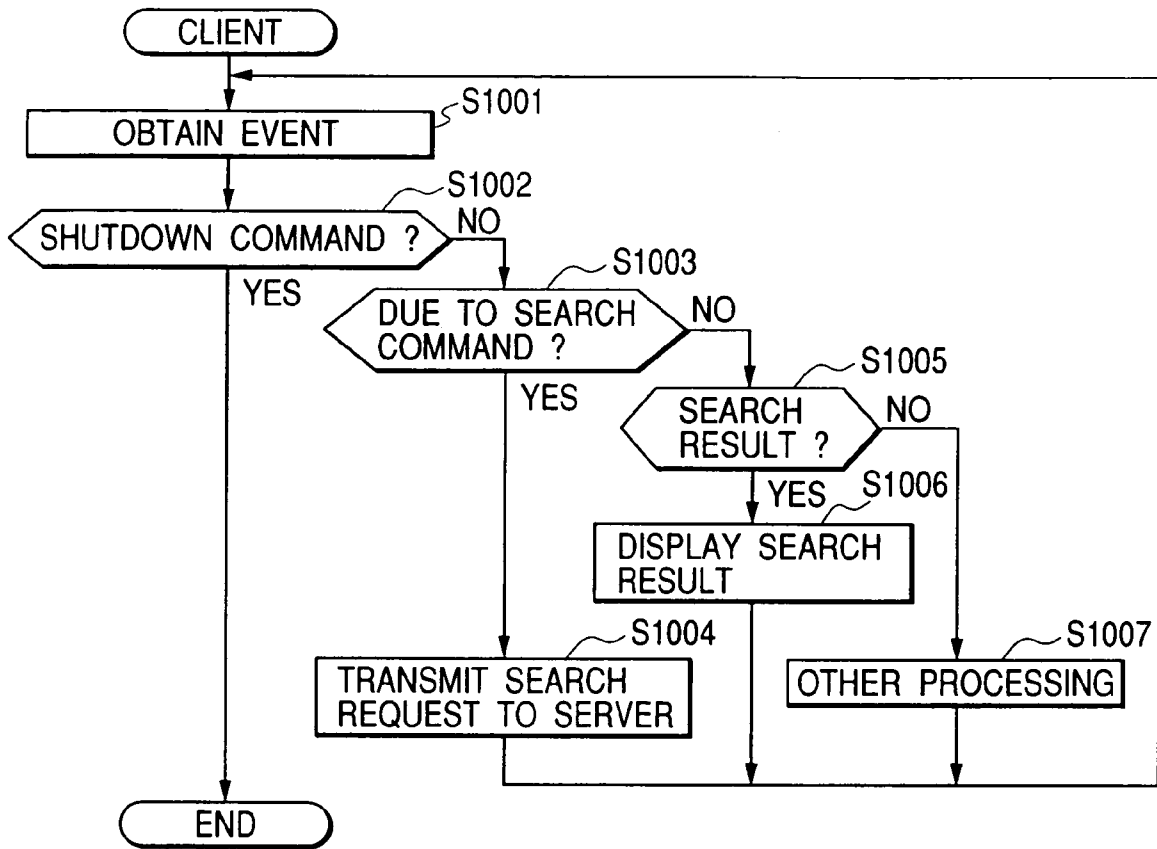 CLIENT
S1001
OBTAIN EVENT
S1002
SHUTDOWN COMMAND ?
NO
YES
S1003
DUE TO SEARCH
COMMAND ?
NO
YES
S1005
SEARCH
RESULT ?
NO
YES
S1006
DISPLAY SEARCH
RESULT
S1004
TRANSMIT SEARCH
REQUEST TO SERVER
S1007
OTHER PROCESSING
END